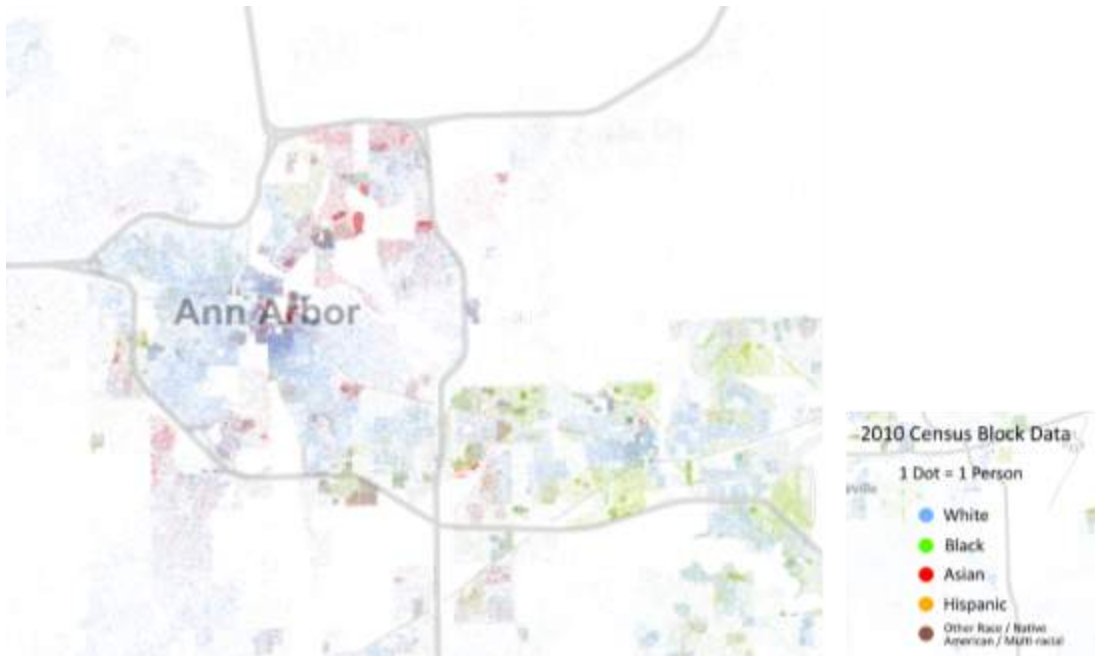 Ann Arbor
2010 Census Block Data
1 Dot = 1 Person
White
Black
Asian
Hispanic
Other Race / Native
American / Multi-racial